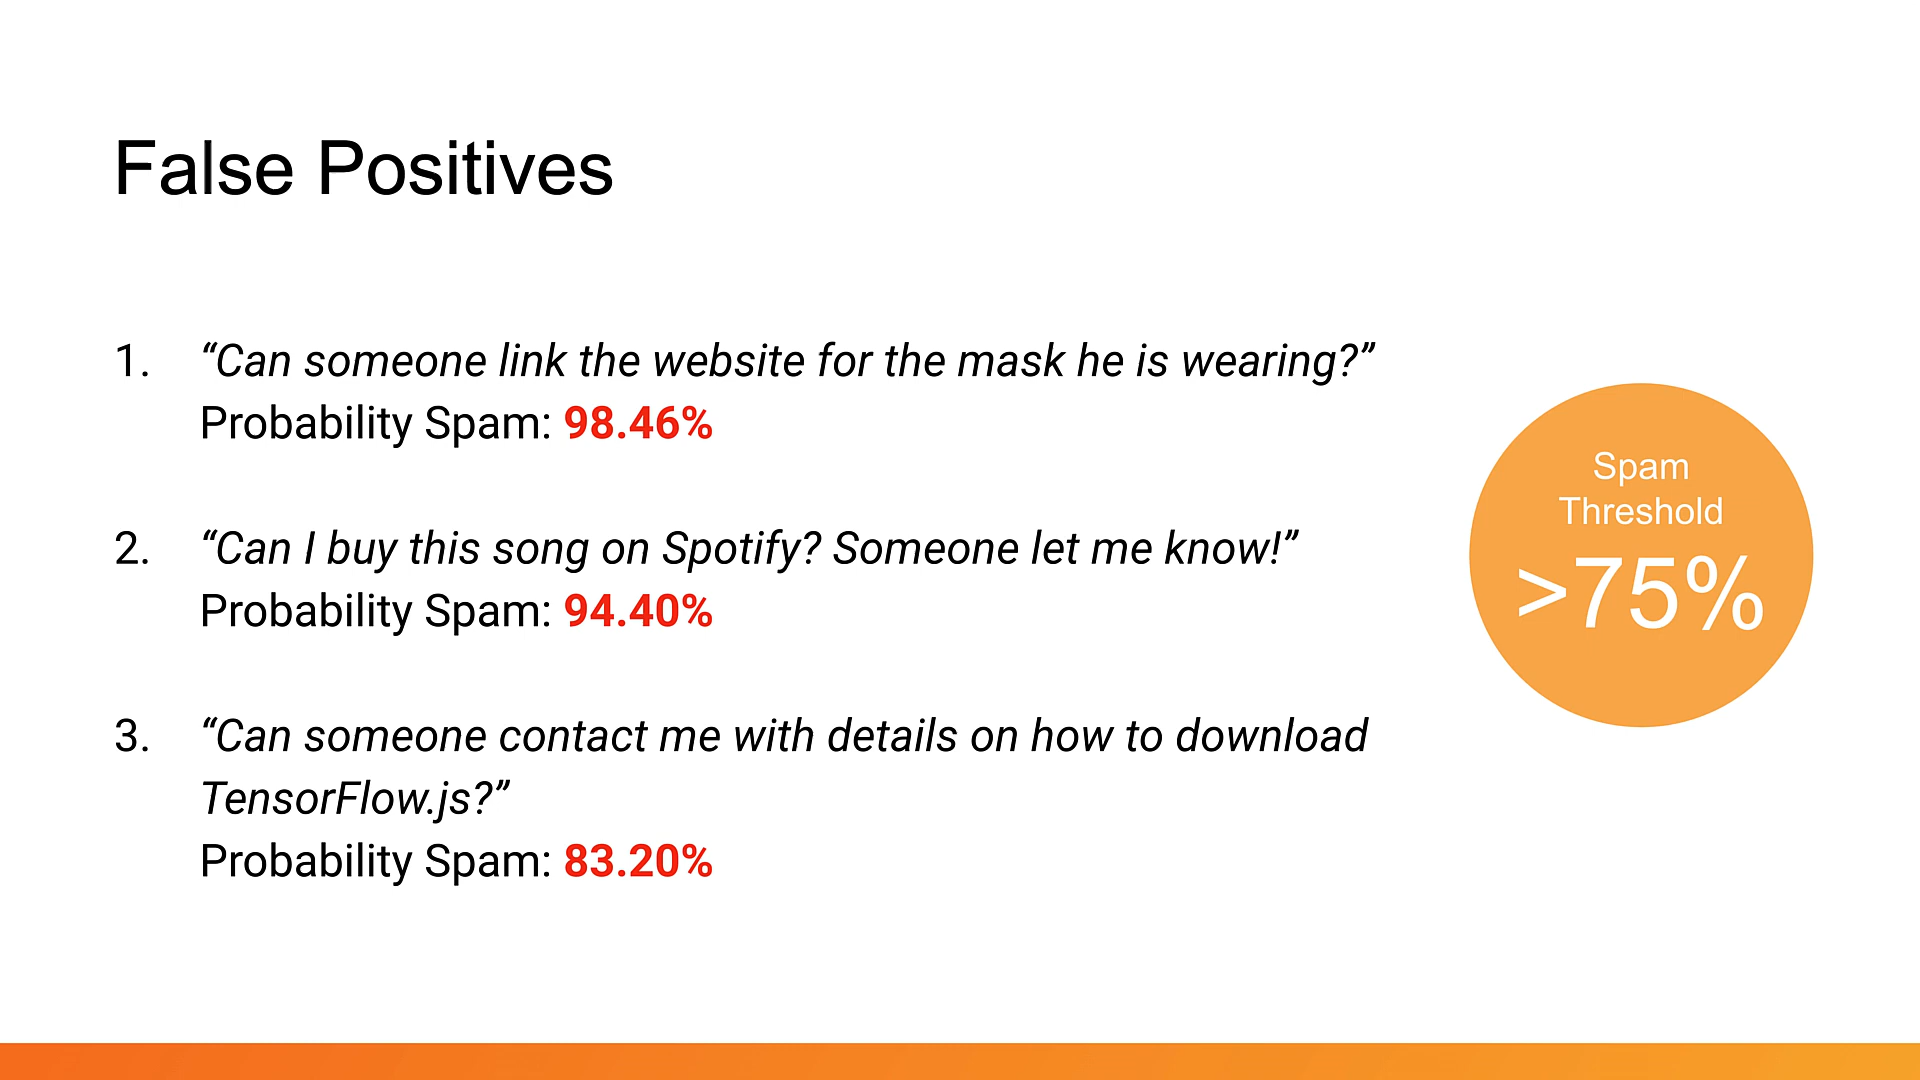 False Positives
1. “Can someone link the website for the mask he is wearing?”
Probability Spam: 98.46%
2. “Can I buy this song on Spotify? Someone let me know!”
Probability Spam: 94.40%
3. “Can someone contact me with details on how to download
TensorFlow.js?”
Probability Spam: 83.20%
Spam
Threshold
>75%